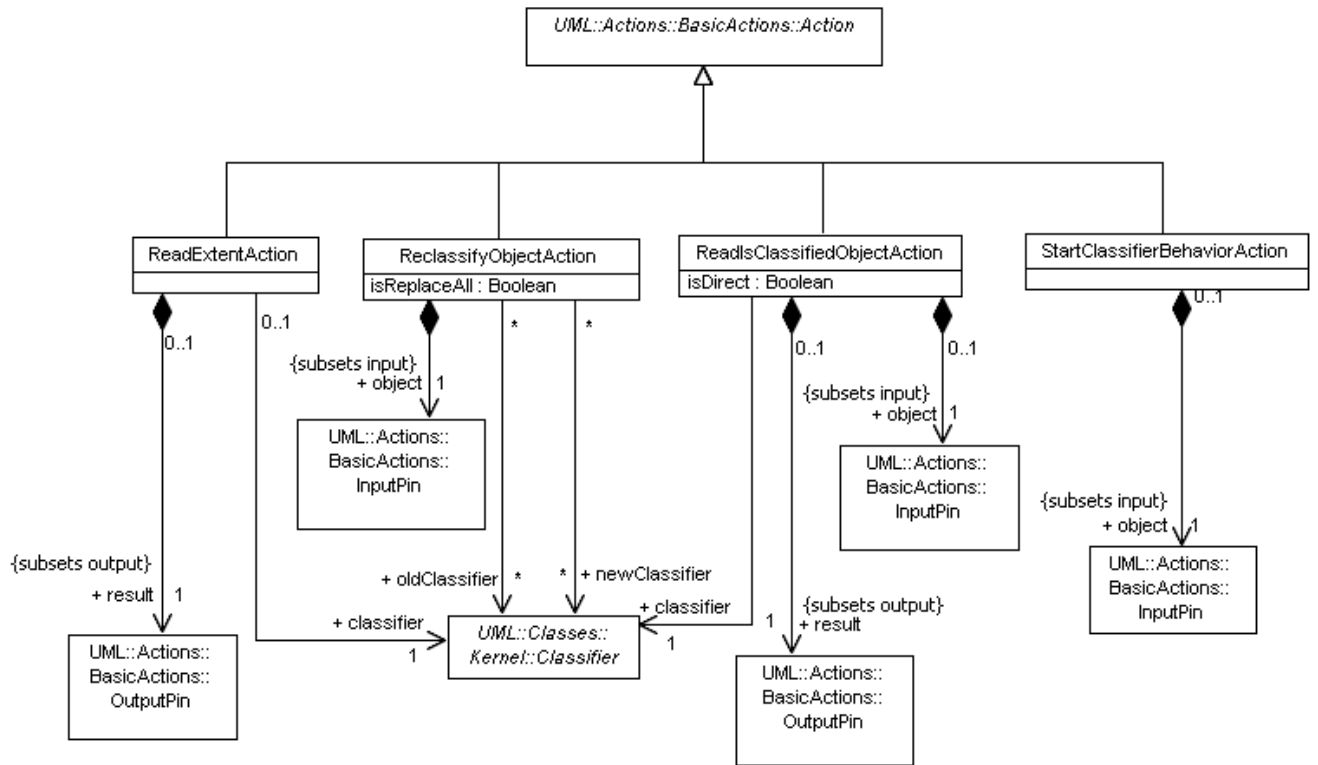 UML::Actions::BasicActions::Action
ReadExtentAction
ReclassifyObjectAction
isReplaceAll : Boolean
ReadIsClassifiedObjectAction
isDirect : Boolean
StartClassifierBehaviorAction
0..1
0..1
*
*
0..1
0..1
0..1
{subsets input}
+ object
1
UML::Actions::
BasicActions::
InputPin
{subsets input}
+ object
1
UML::Actions::
BasicActions::
InputPin
{subsets input}
+ object
1
UML::Actions::
BasicActions::
InputPin
{subsets output}
+ result
1
UML::Actions::
BasicActions::
OutputPin
+ oldClassifier
*
*
+ newClassifier
+ classifier
1
+ classifier
1
UML::Classes::
Kernel::Classifier
1
{subsets output}
+ result
UML::Actions::
BasicActions::
OutputPin